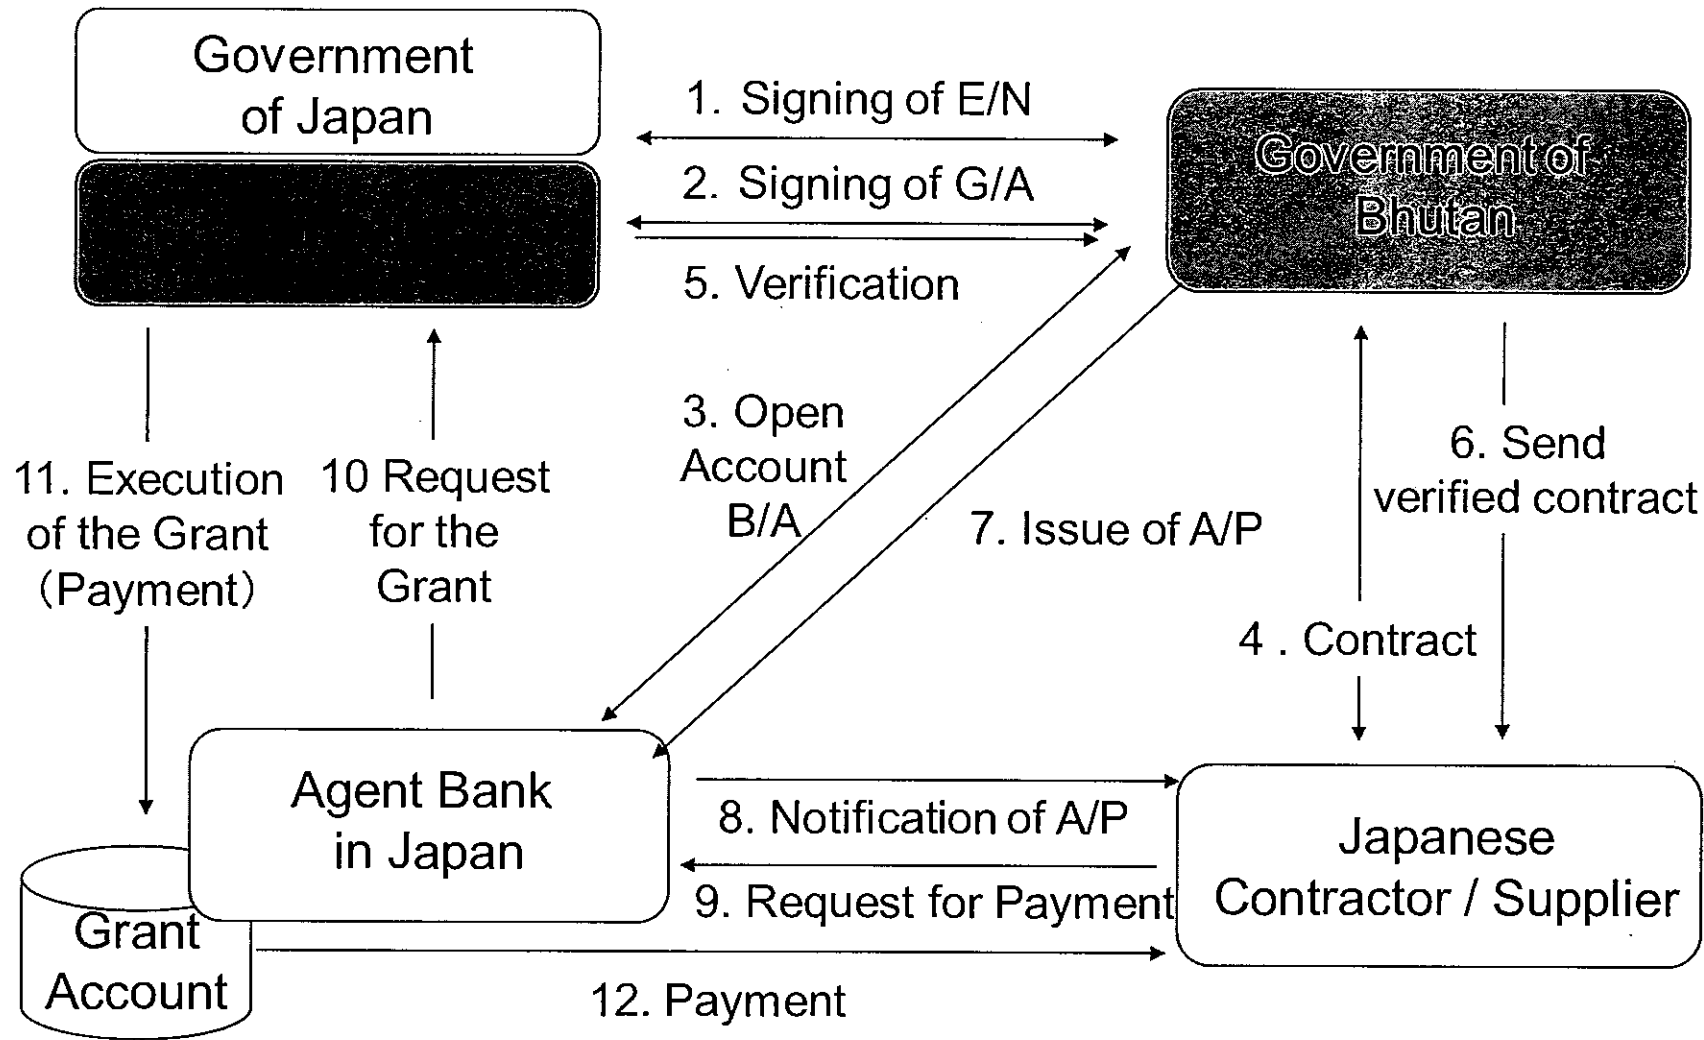 Government
of Japan
1. Signing of E/N
Government of
Bhutan
2. Signing of G/A
5. Verification
3. Open
Account
B/A
6. Send
verified contract
11. Execution
of the Grant
（Payment）
10 Request
for the
Grant
7. Issue of A/P
4 . Contract
Agent Bank
in Japan
8. Notification of A/P
Japanese
Contractor / Supplier
9. Request for Payment
Grant
Account
12. Payment